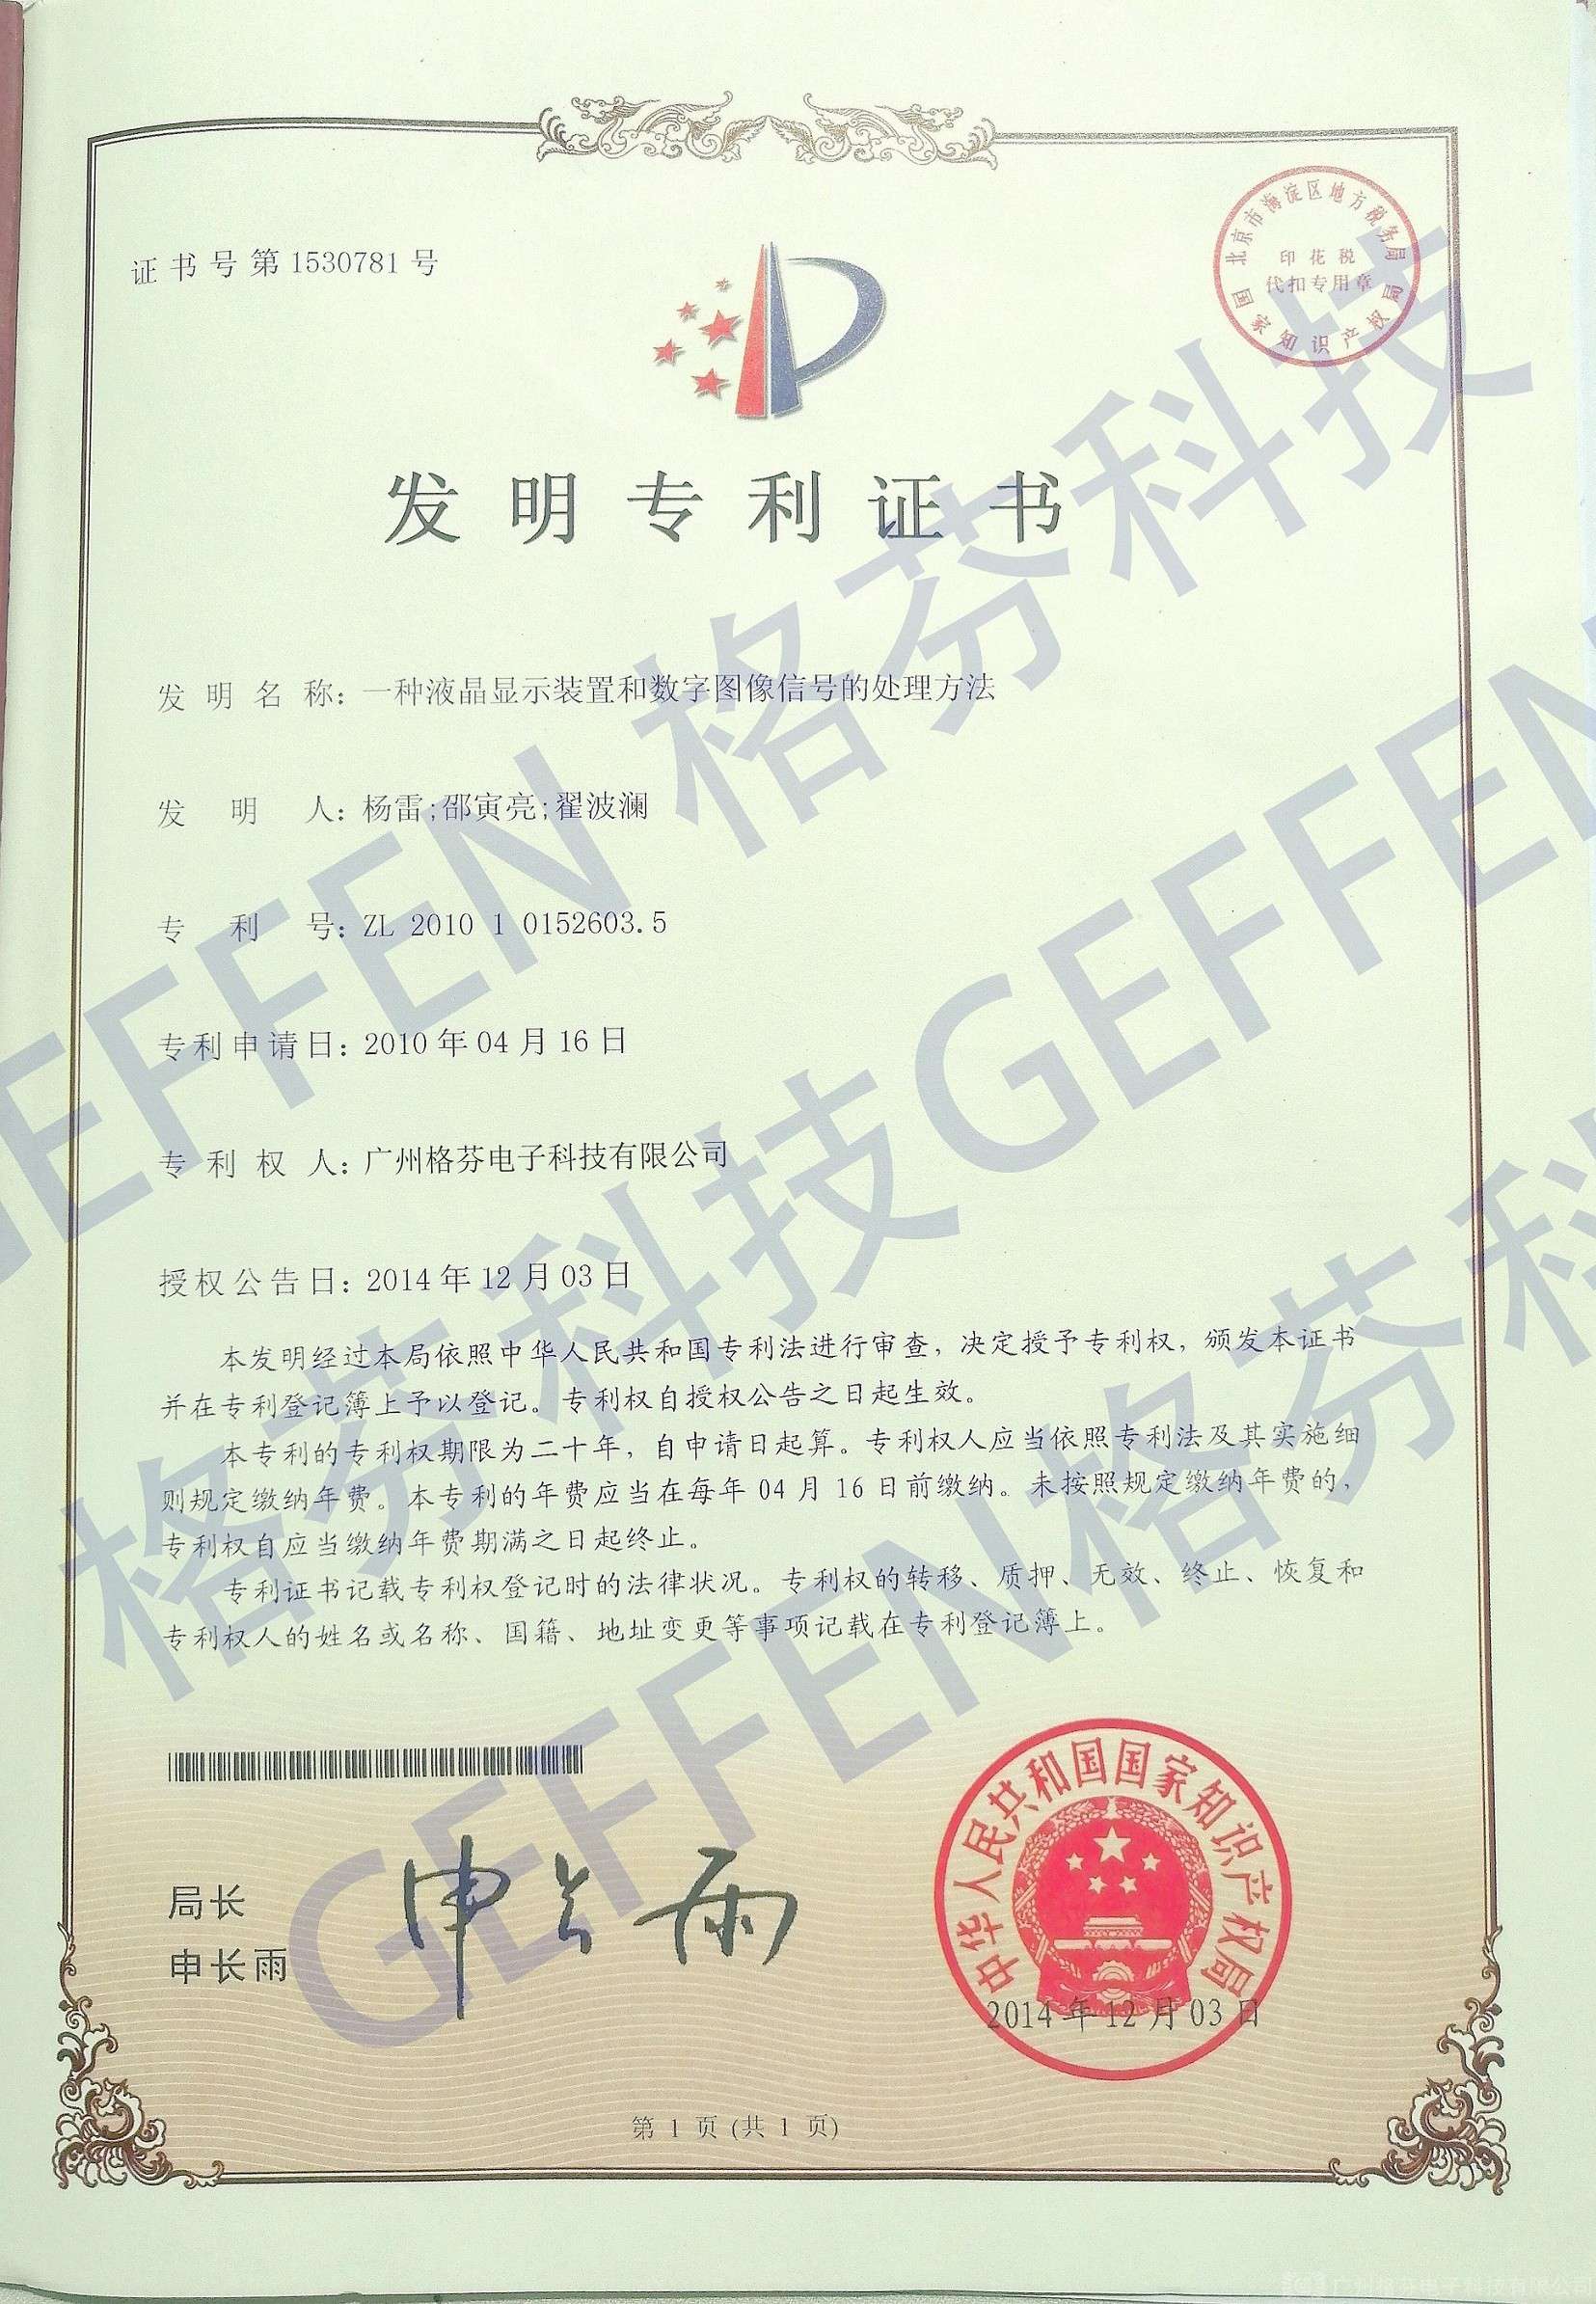 证书号第1530781号
北京市海淀区地方税务局
印花税
代扣专用章
国家知识产权局
发明专利证书
发明名称：一种液晶显示装置和数字图像信号的处理方法
发明人：杨雷;邵寅亮;翟波澜
专利号：ZL 2010 1 0152603.5
专利申请日：2010年04月16日
专利权人：广州格芬电子科技有限公司
授权公告日：2014年12月03日
本发明经过本局依照中华人民共和国专利法进行审查，决定授予专利权，颁发本证书
并在专利登记簿上予以登记。专利权自授权公告之日起生效。
本专利的专利权期限为二十年，自申请日起算。专利权人应当依照专利法及其实施细
则规定缴纳年费。本专利的年费应当在每年04月16日前缴纳。未按照规定缴纳年费的，
专利权自应当缴纳年费期满之日起终止。
专利证书记载专利权登记时的法律状况。专利权的转移、质押、无效、终止、恢复和
专利权人的姓名或名称、国籍、地址变更等事项记载在专利登记簿上。
局长
申长雨
申长雨
中华人民共和国国家知识产权局
2014年12月03日
第 1 页 (共 1 页)
GEFFEN 格芬科技
格芬科技GEFFEN
GEFFEN格芬科
广州格芬电子科技有限公司